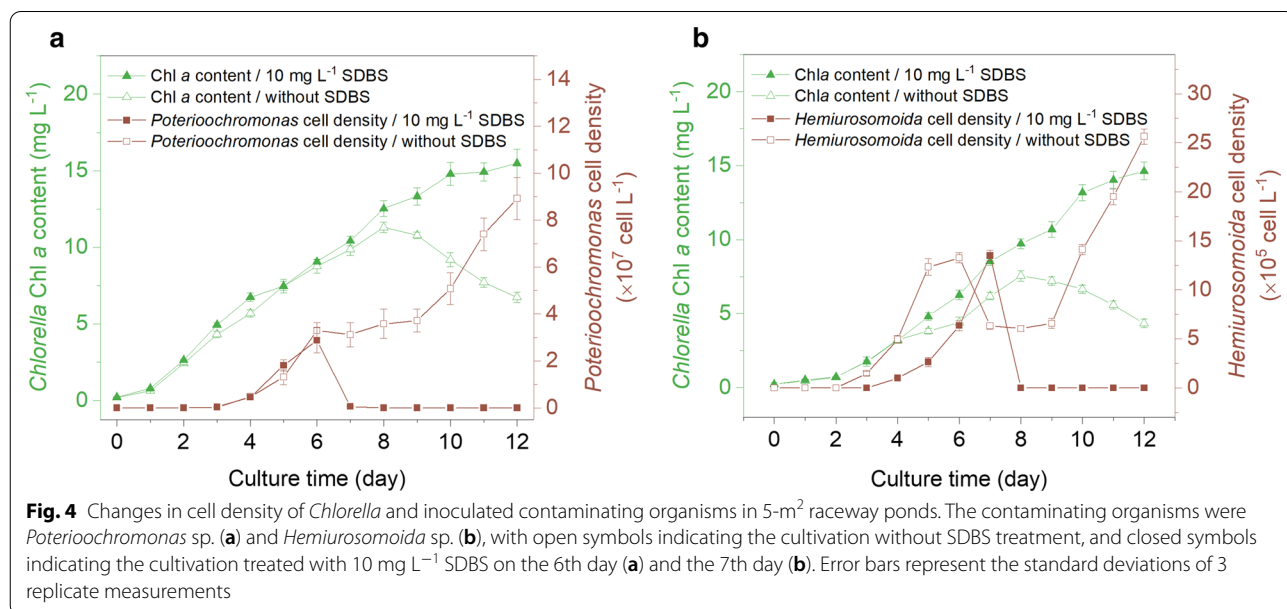 a
Chl a content / 10 mg L⁻¹ SDBS
Chl a content / without SDBS
Poterioochromonas cell density / 10 mg L⁻¹ SDBS
Poterioochromonas cell density / without SDBS
Chlorella Chl a content (mg L⁻¹)
20
15
10
5
0
14
12
10
8
6
4
2
0
Poterioochromonas cell density
(×10⁷ cell L⁻¹)
0 2 4 6 8 10 12
Culture time (day)
b
Chla content / 10 mg L⁻¹ SDBS
Chla content / without SDBS
Hemiurosomoida cell density / 10 mg L⁻¹ SDBS
Hemiurosomoida cell density / without SDBS
Chlorella Chl a content (mg L⁻¹)
20
15
10
5
0
30
25
20
15
10
5
0
Hemiurosomoida cell density
(×10⁵ cell L⁻¹)
0 2 4 6 8 10 12
Culture time (day)
Fig. 4 Changes in cell density of Chlorella and inoculated contaminating organisms in 5-m² raceway ponds. The contaminating organisms were
Poterioochromonas sp. (a) and Hemiurosomoida sp. (b), with open symbols indicating the cultivation without SDBS treatment, and closed symbols
indicating the cultivation treated with 10 mg L⁻¹ SDBS on the 6th day (a) and the 7th day (b). Error bars represent the standard deviations of 3
replicate measurements